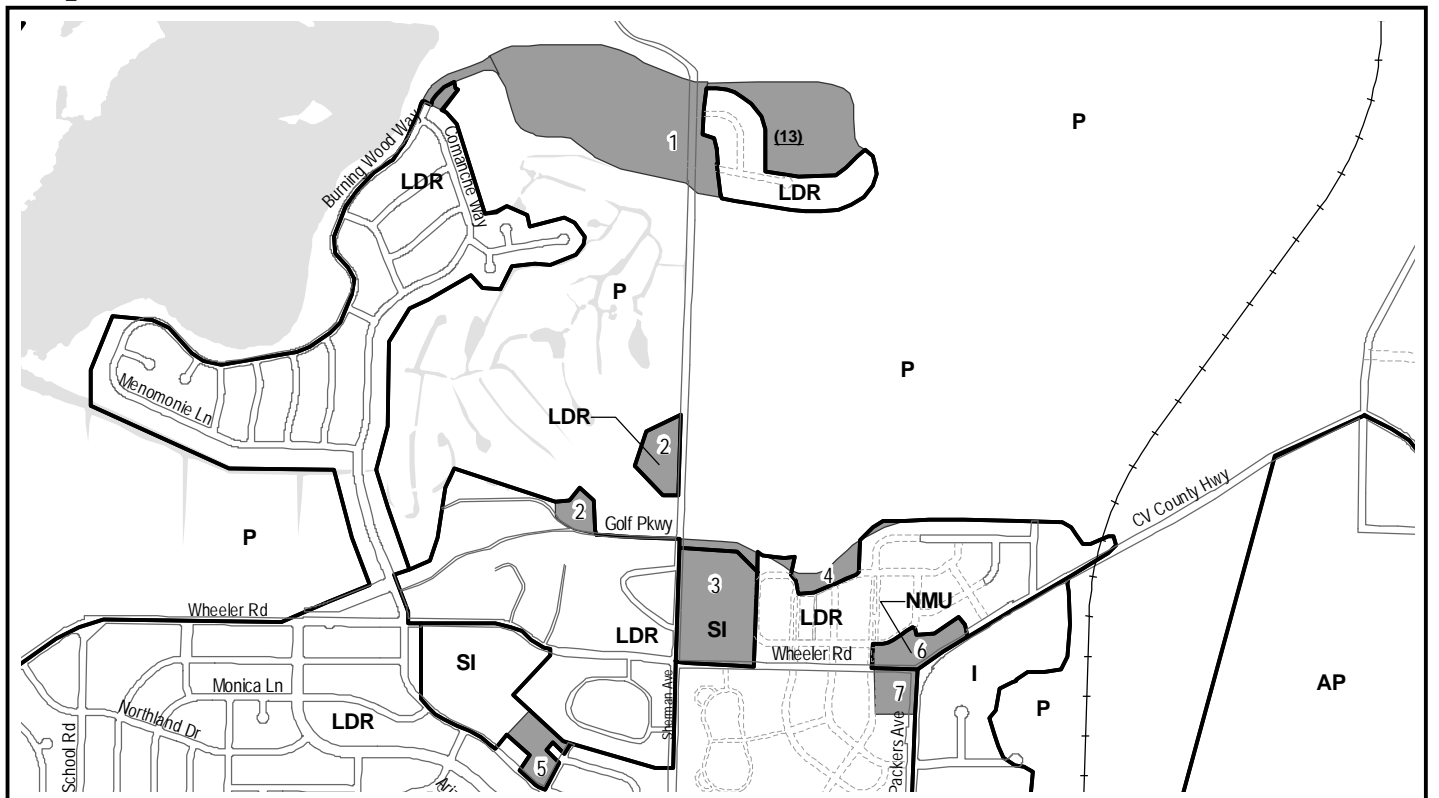 P
1
(13)
LDR
Burning Wood Way
LDR
Comanche Way
P
P
Menomonie Ln
LDR
2
2
Golf Pkwy
CV County Hwy
P
3
4
NMU
Wheeler Rd
LDR
SI
LDR
6
Wheeler Rd
SI
I
AP
Monica Ln
7
P
Northland Dr
LDR
Sherman Ave
School Rd
Packers Ave
5